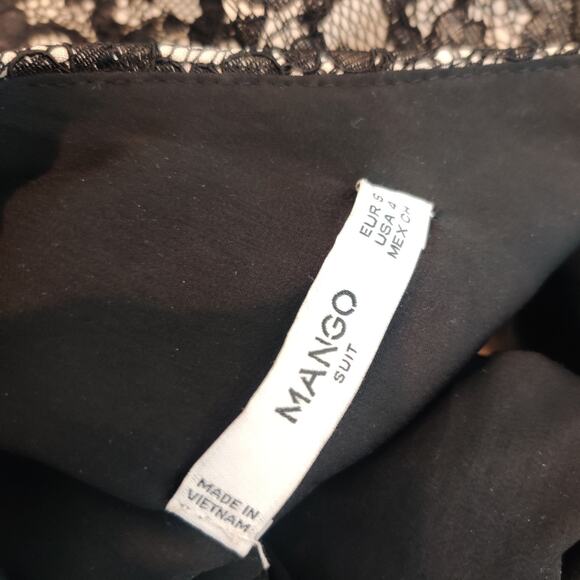 EUR S
USA 4
MEX CH
MANGO
SUIT
MADE IN
VIETNAM